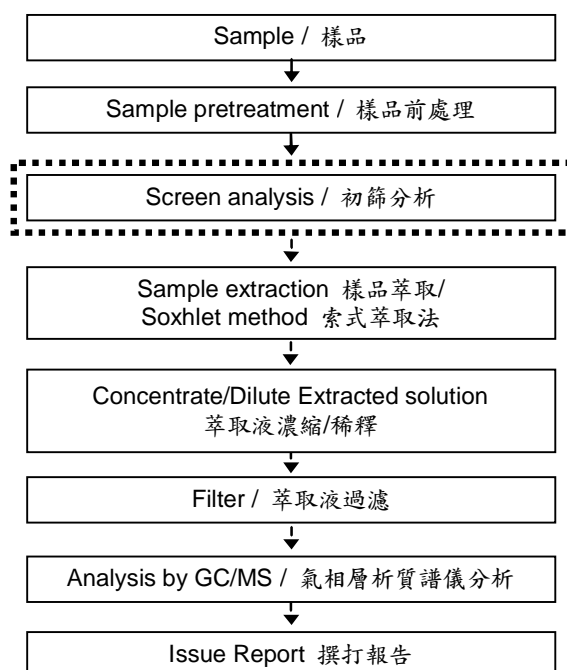 Sample / 樣品
Sample pretreatment / 樣品前處理
Screen analysis / 初篩分析
Sample extraction 樣品萃取/
Soxhlet method 索式萃取法
Concentrate/Dilute Extracted solution
萃取液濃縮/稀釋
Filter / 萃取液過濾
Analysis by GC/MS / 氣相層析質譜儀分析
Issue Report 撰打報告